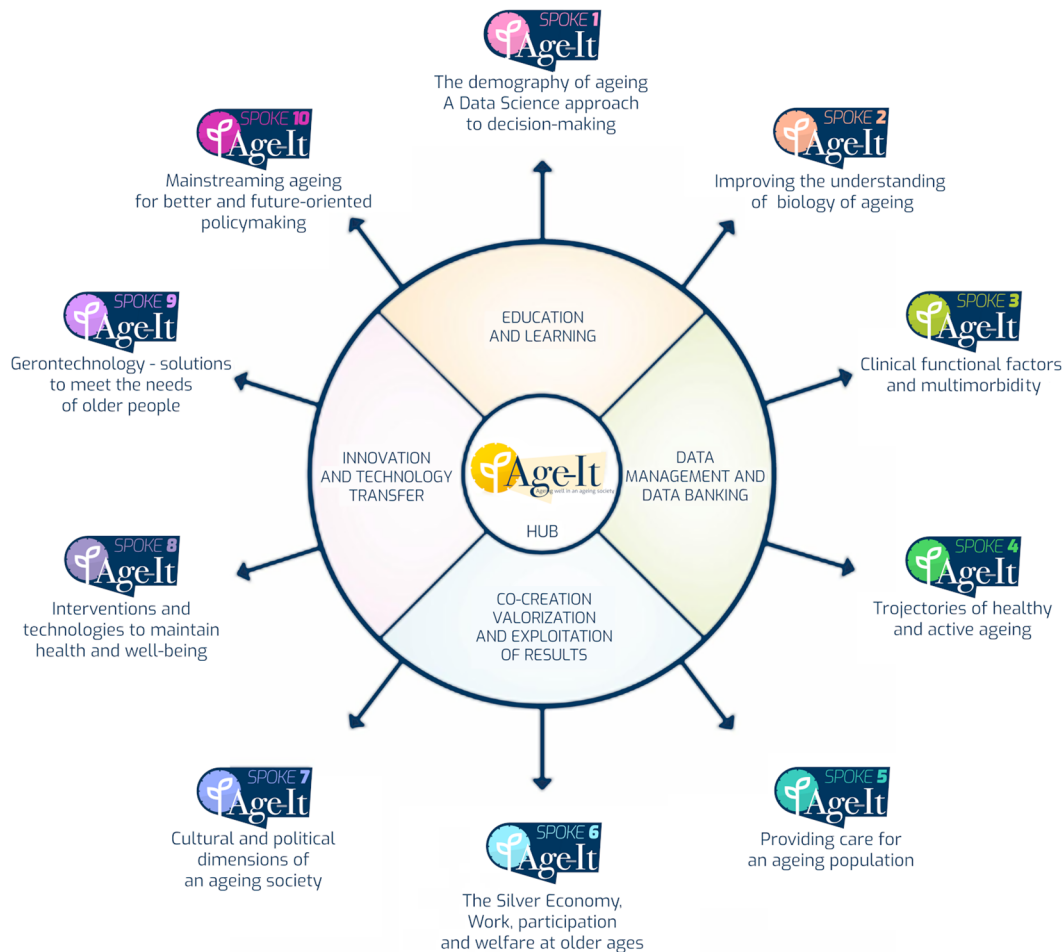 SPOKE 1
Age-It
The demography of ageing
A Data Science approach
to decision-making
SPOKE 2
Age-It
Improving the understanding
of biology of ageing
SPOKE 3
Age-It
Clinical functional factors
and multimorbidity
SPOKE 4
Age-It
Trajectories of healthy
and active ageing
SPOKE 5
Age-It
Providing care for
an ageing population
SPOKE 6
Age-It
The Silver Economy,
Work, participation
and welfare at older ages
SPOKE 7
Age-It
Cultural and political
dimensions of
an ageing society
SPOKE 8
Age-It
Interventions and
technologies to maintain
health and well-being
SPOKE 9
Age-It
Gerontechnology - solutions
to meet the needs
of older people
SPOKE 10
Age-It
Mainstreaming ageing
for better and future-oriented
policymaking
EDUCATION
AND LEARNING
DATA
MANAGEMENT AND
DATA BANKING
CO-CREATION
VALORIZATION
AND EXPLOITATION
OF RESULTS
INNOVATION
AND TECHNOLOGY
TRANSFER
Age-It
Ageing well in an ageing society
HUB